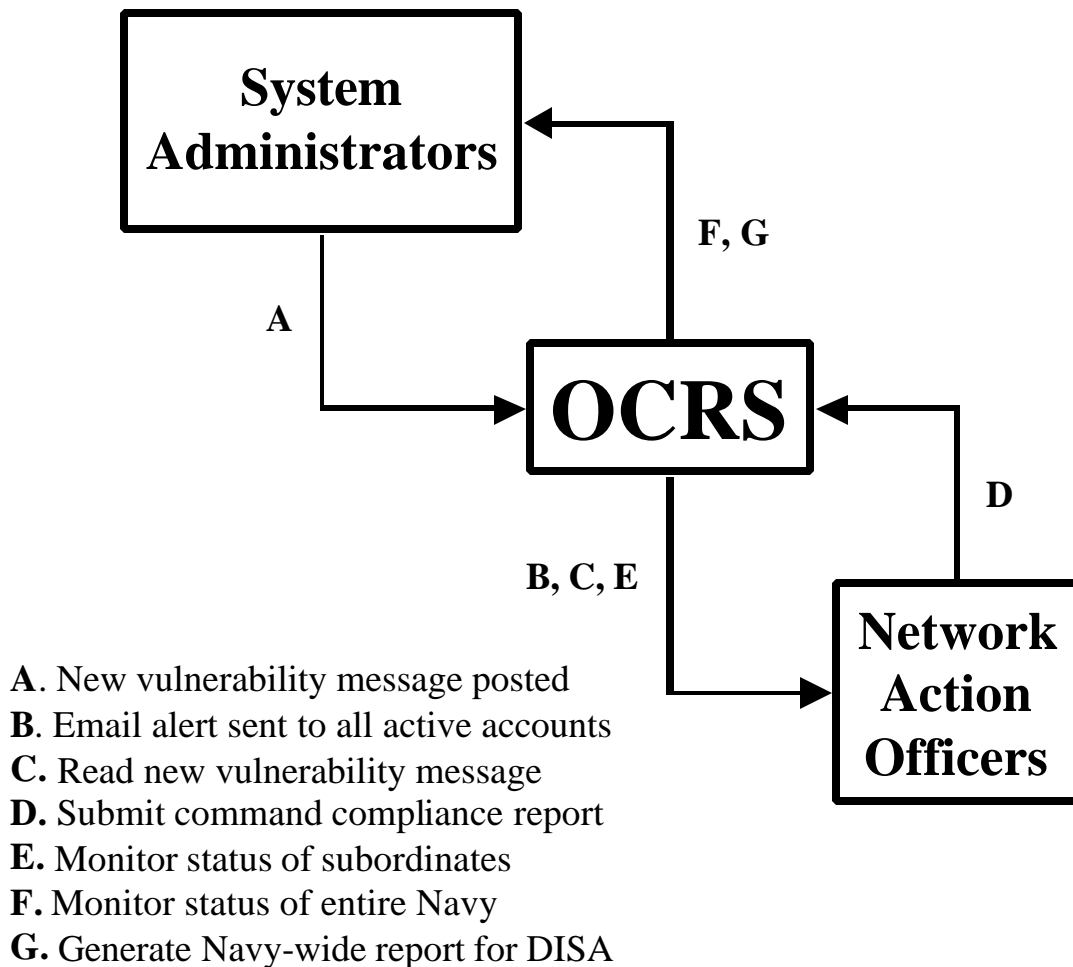 System
Administrators
F, G
A
OCRS
D
B, C, E
Network
Action
Officers
A. New vulnerability message posted
B. Email alert sent to all active accounts
C. Read new vulnerability message
D. Submit command compliance report
E. Monitor status of subordinates
F. Monitor status of entire Navy
G. Generate Navy-wide report for DISA